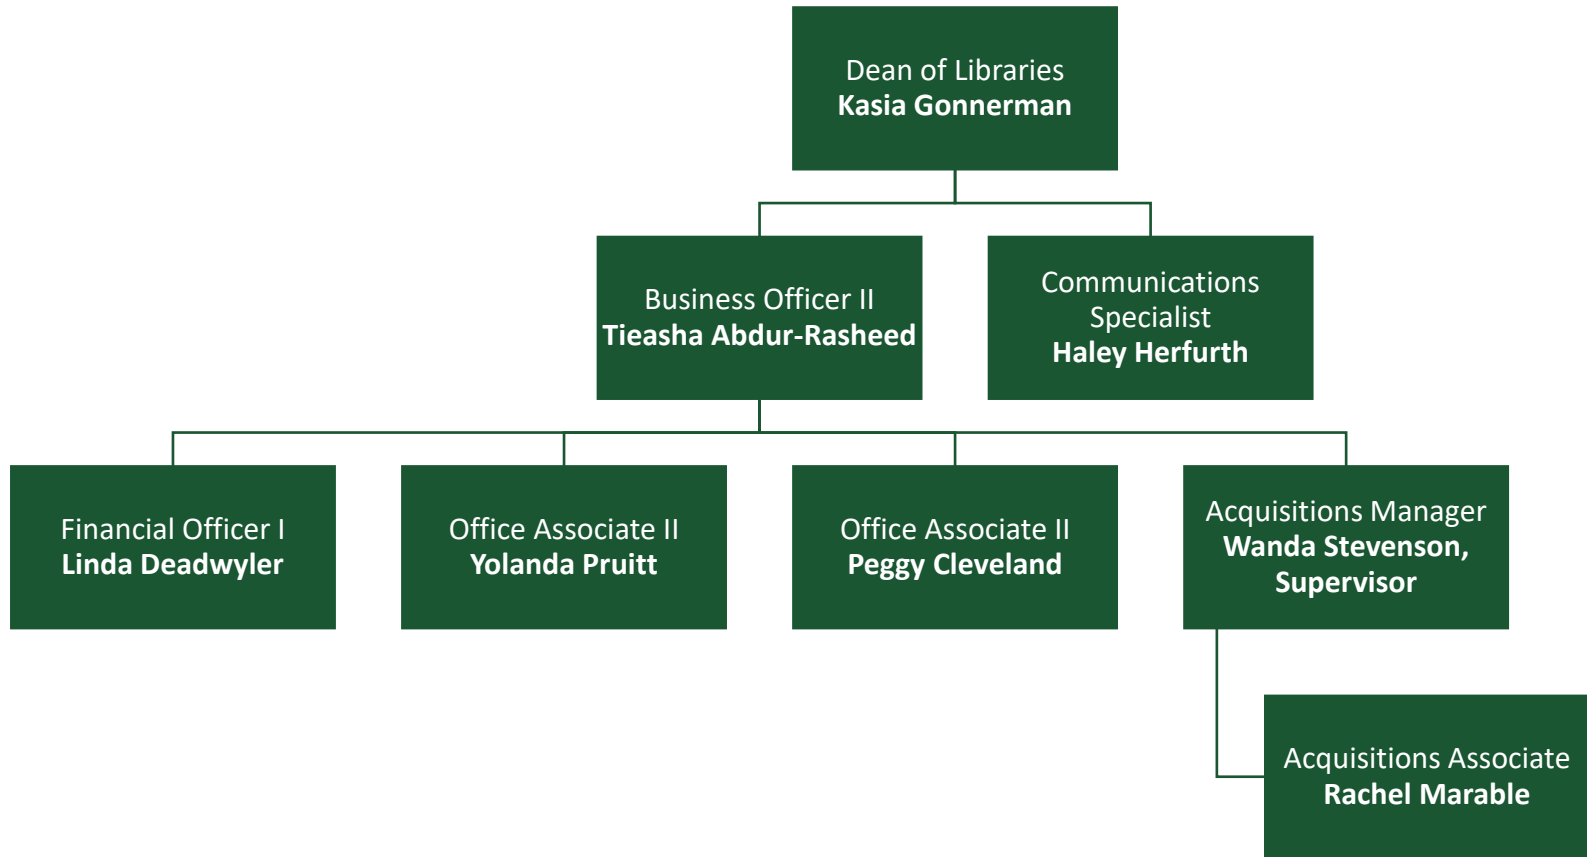 Dean of Libraries
Kasia Gonnerman
Business Officer II
Tieasha Abdur-Rasheed
Communications
Specialist
Haley Herfurth
Financial Officer I
Linda Deadwyler
Office Associate II
Yolanda Pruitt
Office Associate II
Peggy Cleveland
Acquisitions Manager
Wanda Stevenson,
Supervisor
Acquisitions Associate
Rachel Marable